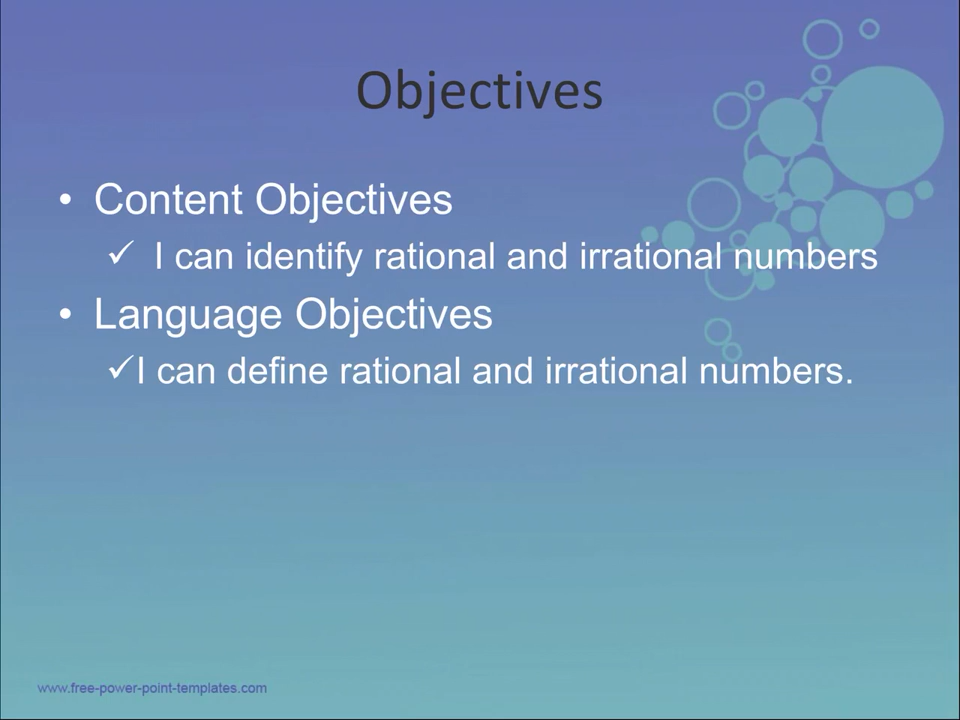 Objectives
• Content Objectives
✓ I can identify rational and irrational numbers
• Language Objectives
✓I can define rational and irrational numbers.
www.free-power-point-templates.com